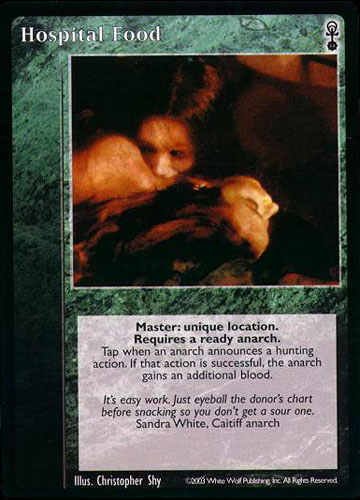 Hospital Food
Master: unique location.
Requires a ready anarch.
Tap when an anarch announces a hunting
action. If that action is successful, the anarch
gains an additional blood.
It's easy work. Just eyeball the donor's chart
before snacking so you don't get a sour one.
Sandra White, Caitiff anarch
Illus. Christopher Shy
©2003 White Wolf Publishing, Inc. All Rights Reserved.